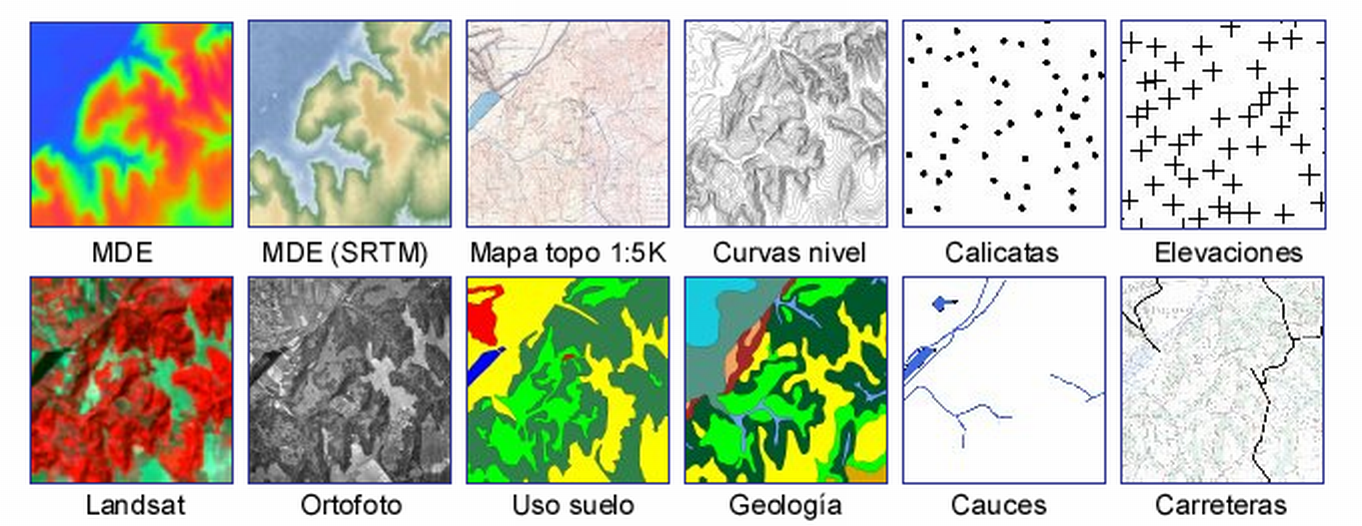 MDE
MDE (SRTM)
Mapa topo 1:5K
Curvas nivel
Calicatas
Elevaciones
Landsat
Ortofoto
Uso suelo
Geología
Cauces
Carreteras